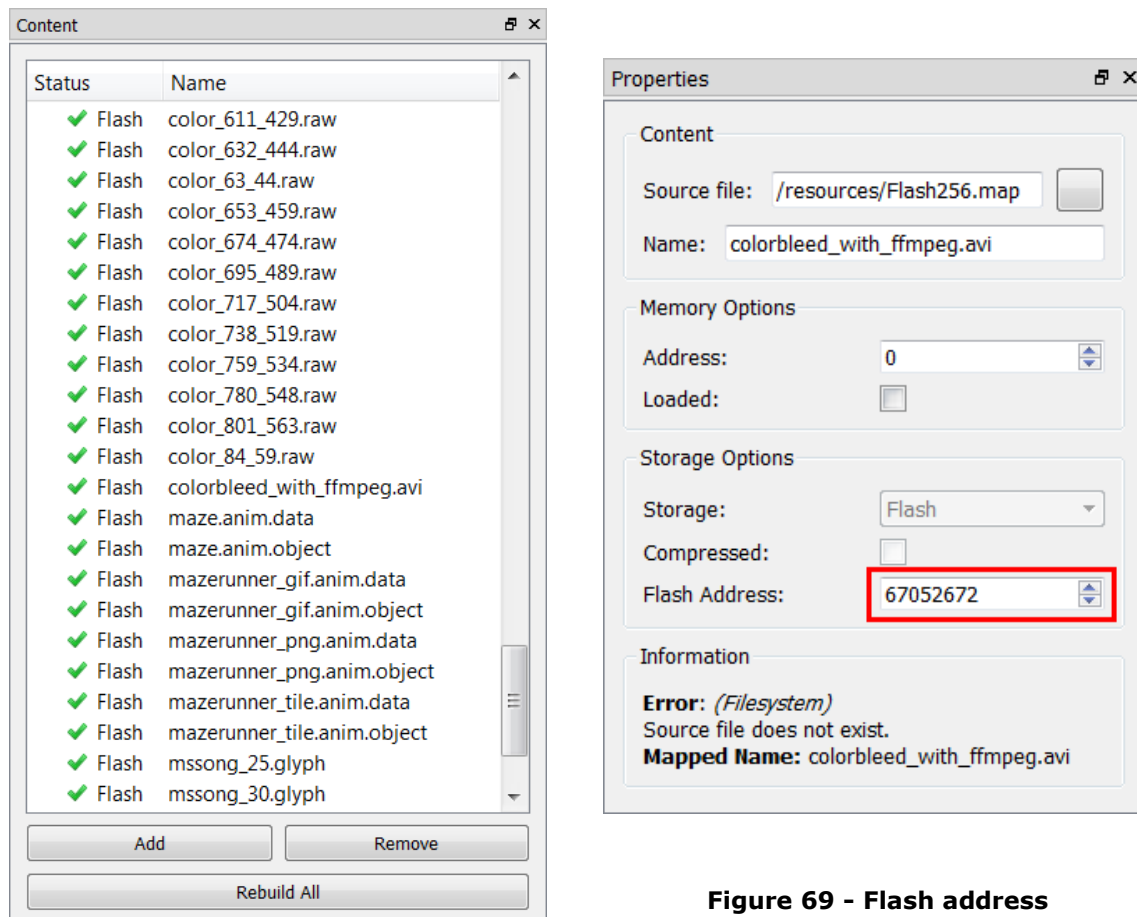 Content
Status Name
Flash color_611_429.raw
Flash color_632_444.raw
Flash color_63_44.raw
Flash color_653_459.raw
Flash color_674_474.raw
Flash color_695_489.raw
Flash color_717_504.raw
Flash color_738_519.raw
Flash color_759_534.raw
Flash color_780_548.raw
Flash color_801_563.raw
Flash color_84_59.raw
Flash colorbleed_with_ffmpeg.avi
Flash maze.anim.data
Flash maze.anim.object
Flash mazerunner_gif.anim.data
Flash mazerunner_gif.anim.object
Flash mazerunner_png.anim.data
Flash mazerunner_png.anim.object
Flash mazerunner_tile.anim.data
Flash mazerunner_tile.anim.object
Flash mssong_25.glyph
Flash mssong_30.glyph
Add Remove
Rebuild All
Properties
Content
Source file: /resources/Flash256.map
Name: colorbleed_with_ffmpeg.avi
Memory Options
Address: 0
Loaded:
Storage Options
Storage: Flash
Compressed:
Flash Address: 67052672
Information
Error: (Filesystem)
Source file does not exist.
Mapped Name: colorbleed_with_ffmpeg.avi
Figure 69 - Flash address